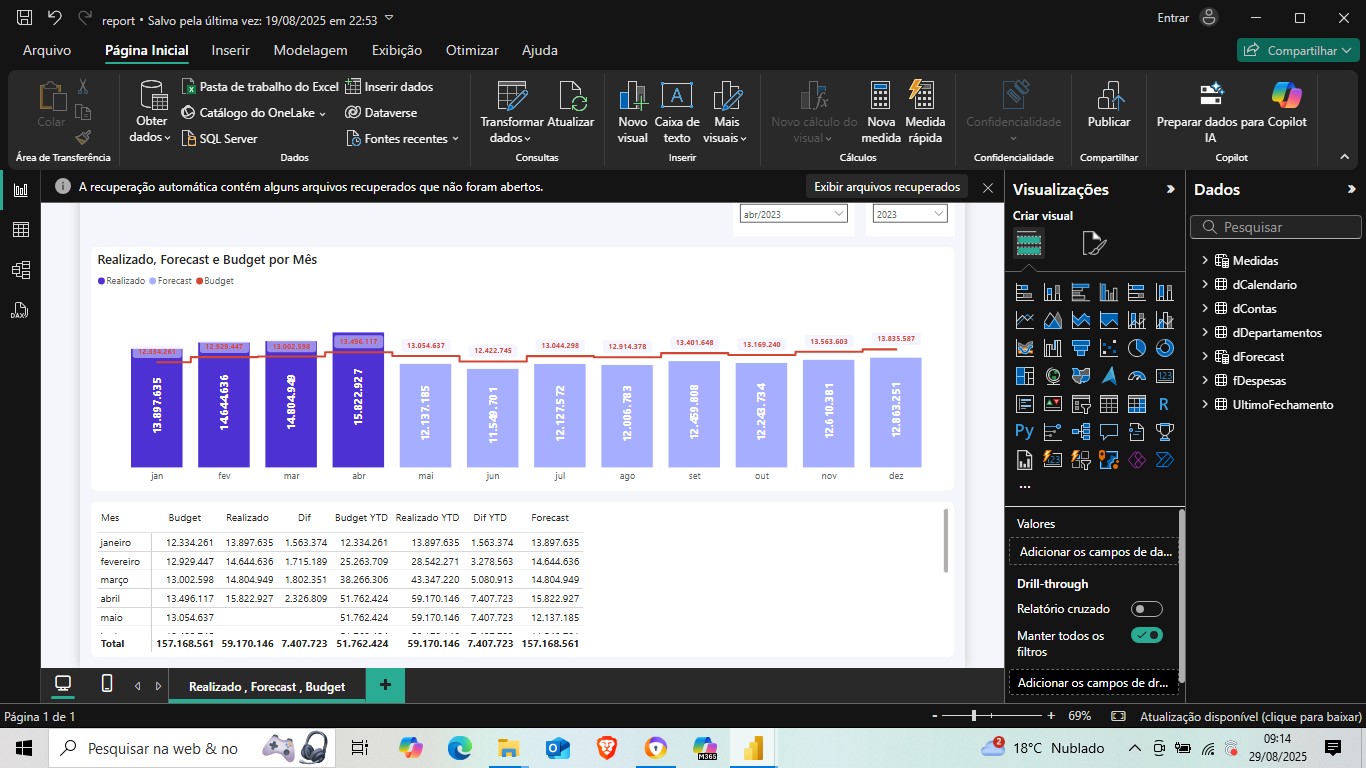 report • Salvo pela última vez: 19/08/2025 em 22:53
Entrar
Arquivo
Página Inicial
Inserir
Modelagem
Exibição
Otimizar
Ajuda
Compartilhar
Colar
Área de Transferência
Obter dados
Pasta de trabalho do Excel
Catálogo do OneLake
SQL Server
Inserir dados
Dataverse
Fontes recentes
Dados
Transformar dados
Atualizar
Consultas
Novo visual
Caixa de texto
Mais visuais
Inserir
Novo cálculo do visual
Nova medida
Medida rápida
Cálculos
Confidencialidade
Confidencialidade
Publicar
Compartilhar
Preparar dados para IA
Copilot
Copilot
A recuperação automática contém alguns arquivos recuperados que não foram abertos.
Exibir arquivos recuperados
abr/2023
2023
Realizado, Forecast e Budget por Mês
Realizado Forecast Budget
12.334.261 12.929.447 13.002.598 13.496.117 13.054.637 12.422.745 13.044.298 12.914.378 13.401.648 13.169.240 13.563.603 13.835.587
13.897.635 14.644.636 14.804.949 15.822.927 12.137.185 11.549.701 12.127.572 12.006.783 12.459.808 12.243.734 12.610.381 12.863.251
jan fev mar abr mai jun jul ago set out nov dez
Mes Budget Realizado Dif Budget YTD Realizado YTD Dif YTD Forecast
janeiro 12.334.261 13.897.635 1.563.374 12.334.261 13.897.635 1.563.374 13.897.635
fevereiro 12.929.447 14.644.636 1.715.189 25.263.709 28.542.271 3.278.563 14.644.636
março 13.002.598 14.804.949 1.802.351 38.266.306 43.347.220 5.080.913 14.804.949
abril 13.496.117 15.822.927 2.326.809 51.762.424 59.170.146 7.407.723 15.822.927
maio 13.054.637 51.762.424 59.170.146 7.407.723 12.137.185
Total 157.168.561 59.170.146 7.407.723 51.762.424 59.170.146 7.407.723 157.168.561
Visualizações
Criar visual
R
Py
123
...
Valores
Adicionar os campos de da...
Drill-through
Relatório cruzado
Manter todos os filtros
Adicionar os campos de dr...
Dados
Pesquisar
Medidas
dCalendario
dContas
dDepartamentos
dForecast
fDespesas
UltimoFechamento
Realizado , Forecast , Budget
Página 1 de 1
69%
Atualização disponível (clique para baixar)
Pesquisar na web & no
M365
2
18°C Nublado
09:14
29/08/2025